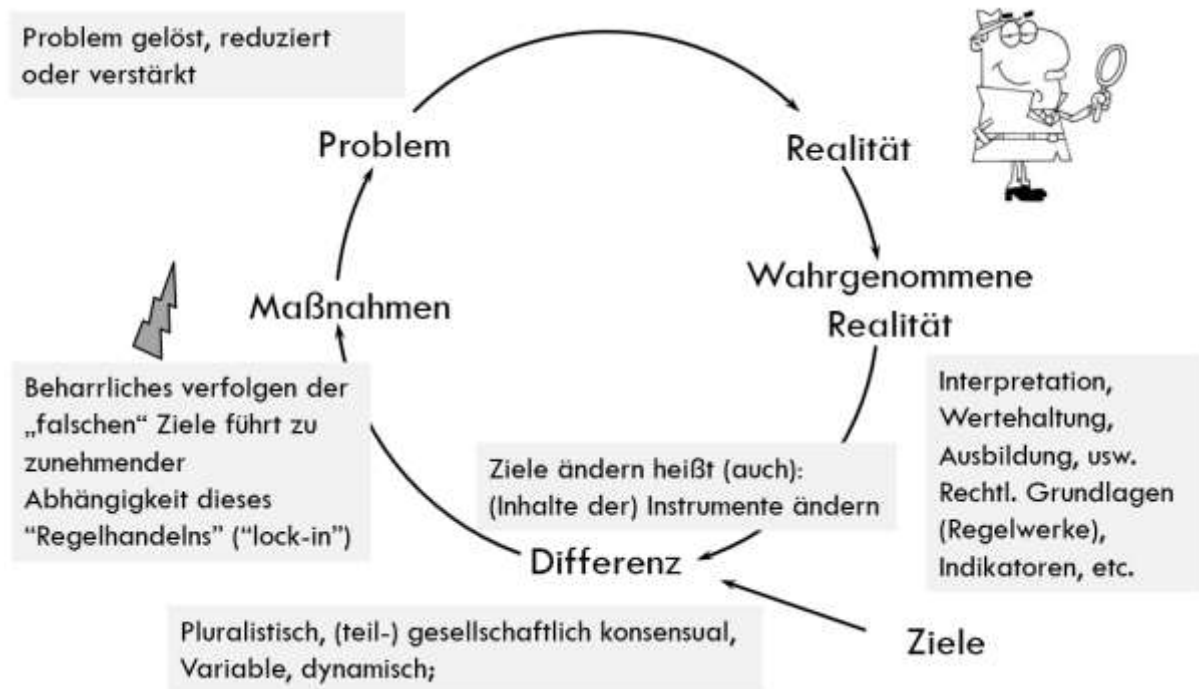 Problem gelöst, reduziert
oder verstärkt
Problem
Realität
Wahrgenommene
Realität
Maßnahmen
Beharrliches verfolgen der
„falschen“ Ziele führt zu
zunehmender
Abhängigkeit dieses
“Regelhandelns” (“lock-in”)
Interpretation,
Wertehaltung,
Ausbildung, usw.
Rechtl. Grundlagen
(Regelwerke),
Indikatoren, etc.
Ziele ändern heißt (auch):
(Inhalte der) Instrumente ändern
Differenz
Ziele
Pluralistisch, (teil-) gesellschaftlich konsensual,
Variable, dynamisch;